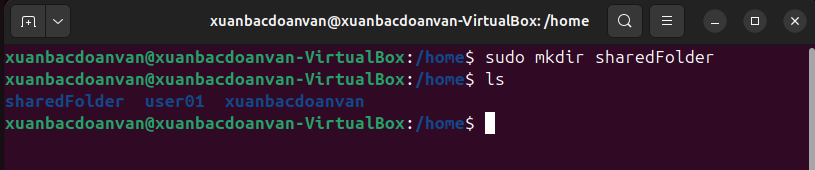 xuanbacdoanvan@xuanbacdoanvan-VirtualBox: /home
xuanbacdoanvan@xuanbacdoanvan-VirtualBox:/home$ sudo mkdir sharedFolder
xuanbacdoanvan@xuanbacdoanvan-VirtualBox:/home$ ls
sharedFolder  user01  xuanbacdoanvan
xuanbacdoanvan@xuanbacdoanvan-VirtualBox:/home$